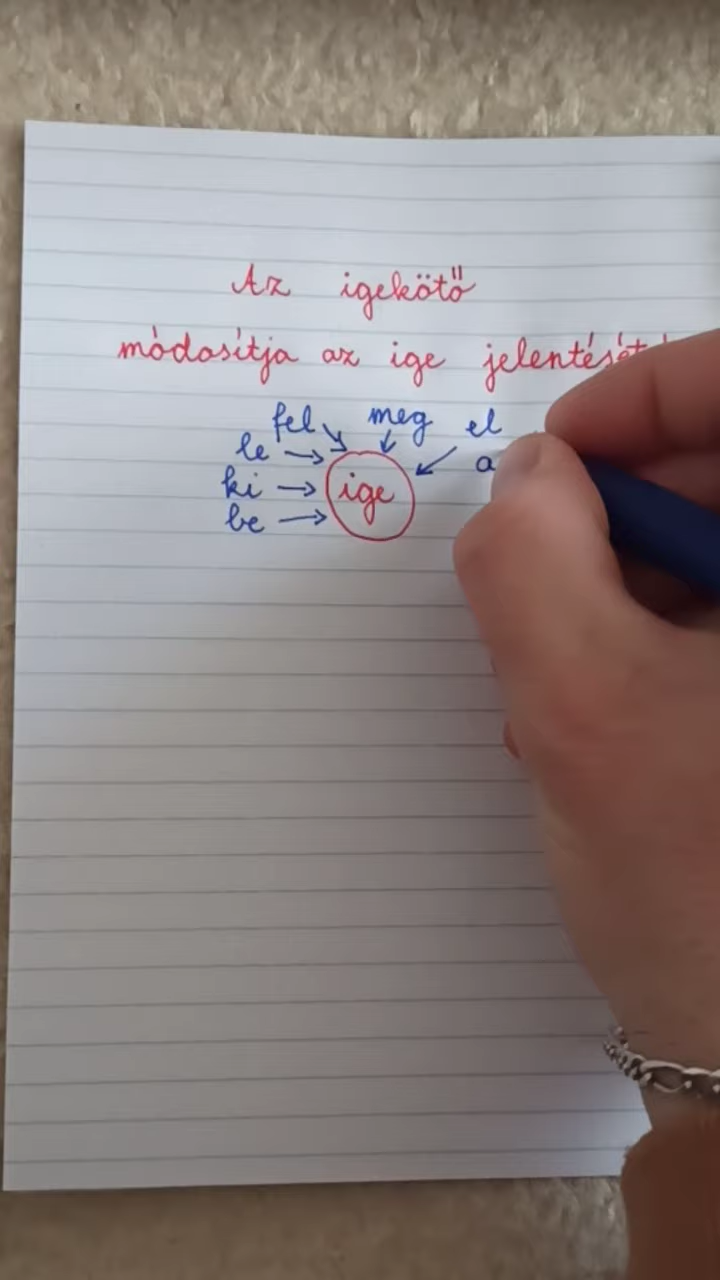 Az igekötő
módosítja az ige jelentését
fel meg el
le a
ki ige
be